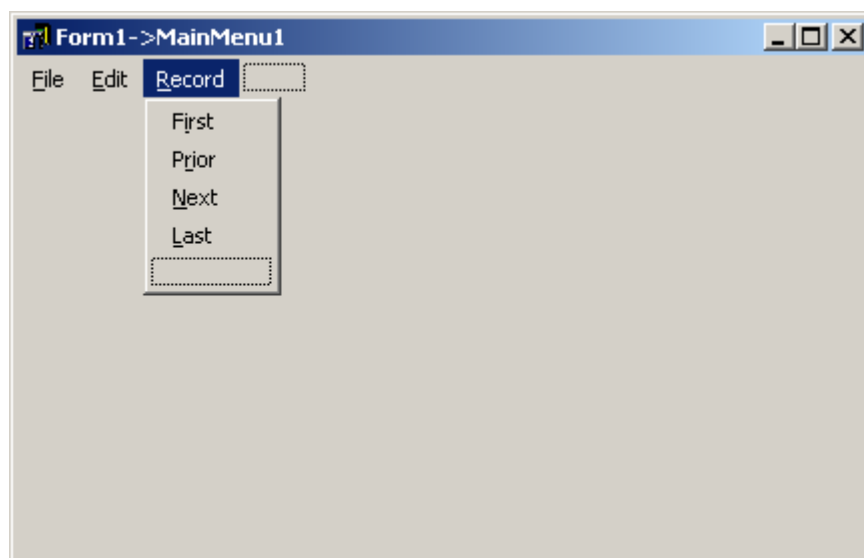 Form1->MainMenu1
File Edit Record
First
Prior
Next
Last